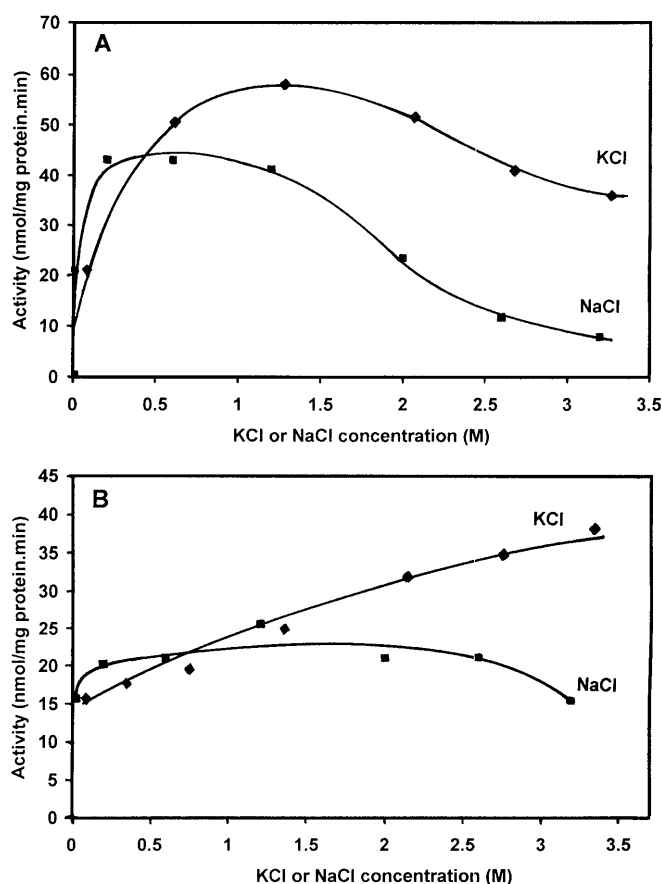 A
Activity (nmol/mg protein.min)
70
60
50
40
30
20
10
0
KCl
NaCl
0 0.5 1 1.5 2 2.5 3 3.5
KCl or NaCl concentration (M)
B
Activity (nmol/mg protein.min)
45
40
35
30
25
20
15
10
5
0
KCl
NaCl
0 0.5 1 1.5 2 2.5 3 3.5
KCl or NaCl concentration (M)